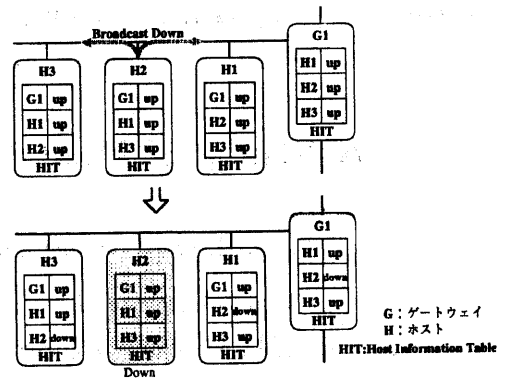 Broadcast Down
G1
H1 up
H2 up
H3 up
HIT
H3
G1 up
H1 up
H2 up
HIT
H2
G1 up
H1 up
H3 up
HIT
H1
G1 up
H2 up
H3 up
HIT
G1
H1 up
H2 down
H3 up
HIT
H3
G1 up
H1 up
H2 down
HIT
H2
G1 up
H1 up
H3 up
HIT
Down
H1
G1 up
H2 down
H3 up
HIT
G:ゲートウェイ
H:ホスト
HIT:Host Information Table